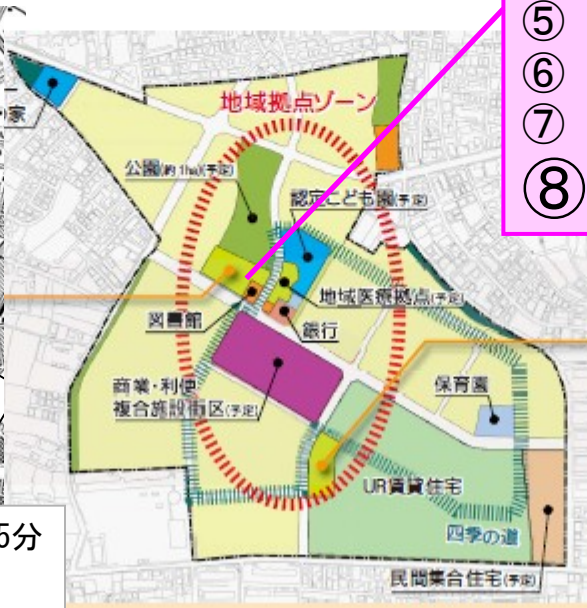 ⑤
⑥
⑦
⑧
家
地域拠点ゾーン
公園(約1ha)(予定)
認定こども園(予定)
地域医療拠点(予定)
図書館
銀行
商業・利便
複合施設街区(予定)
保育園
UR賃貸住宅
四季の道
民間集合住宅(予定)
5分